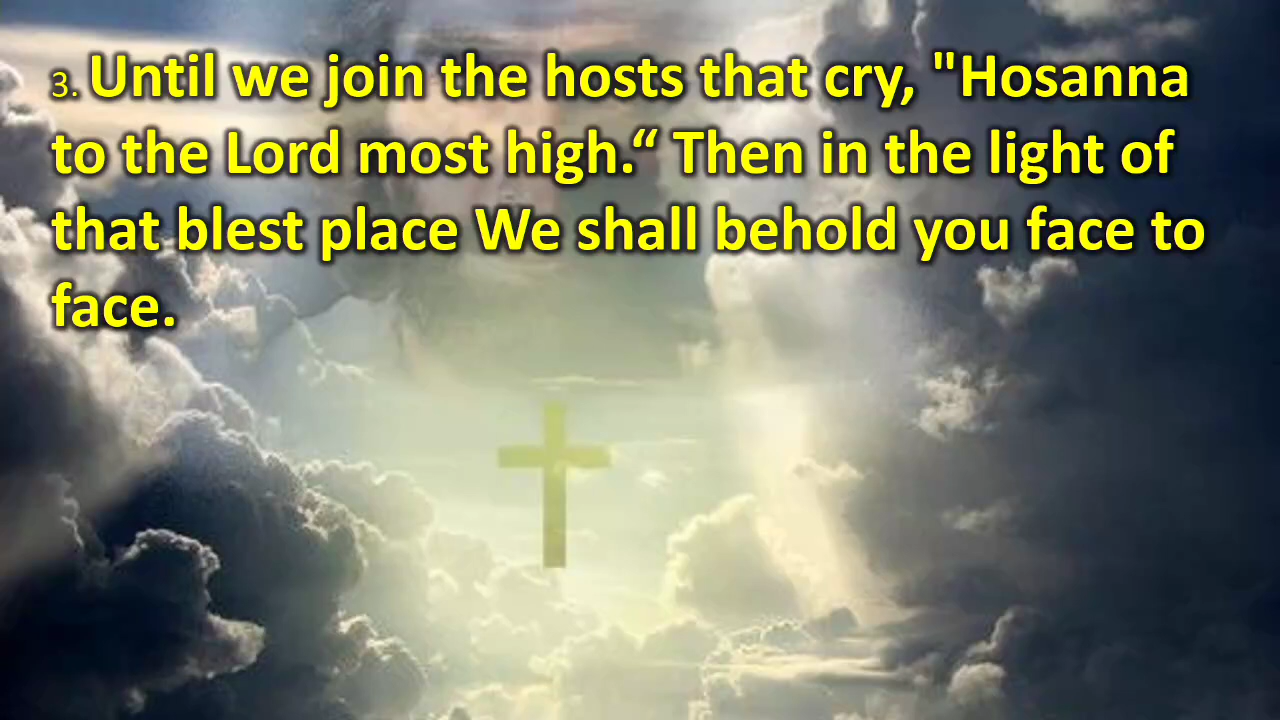 3. Until we join the hosts that cry, "Hosanna
to the Lord most high.“ Then in the light of
that blest place We shall behold you face to
face.